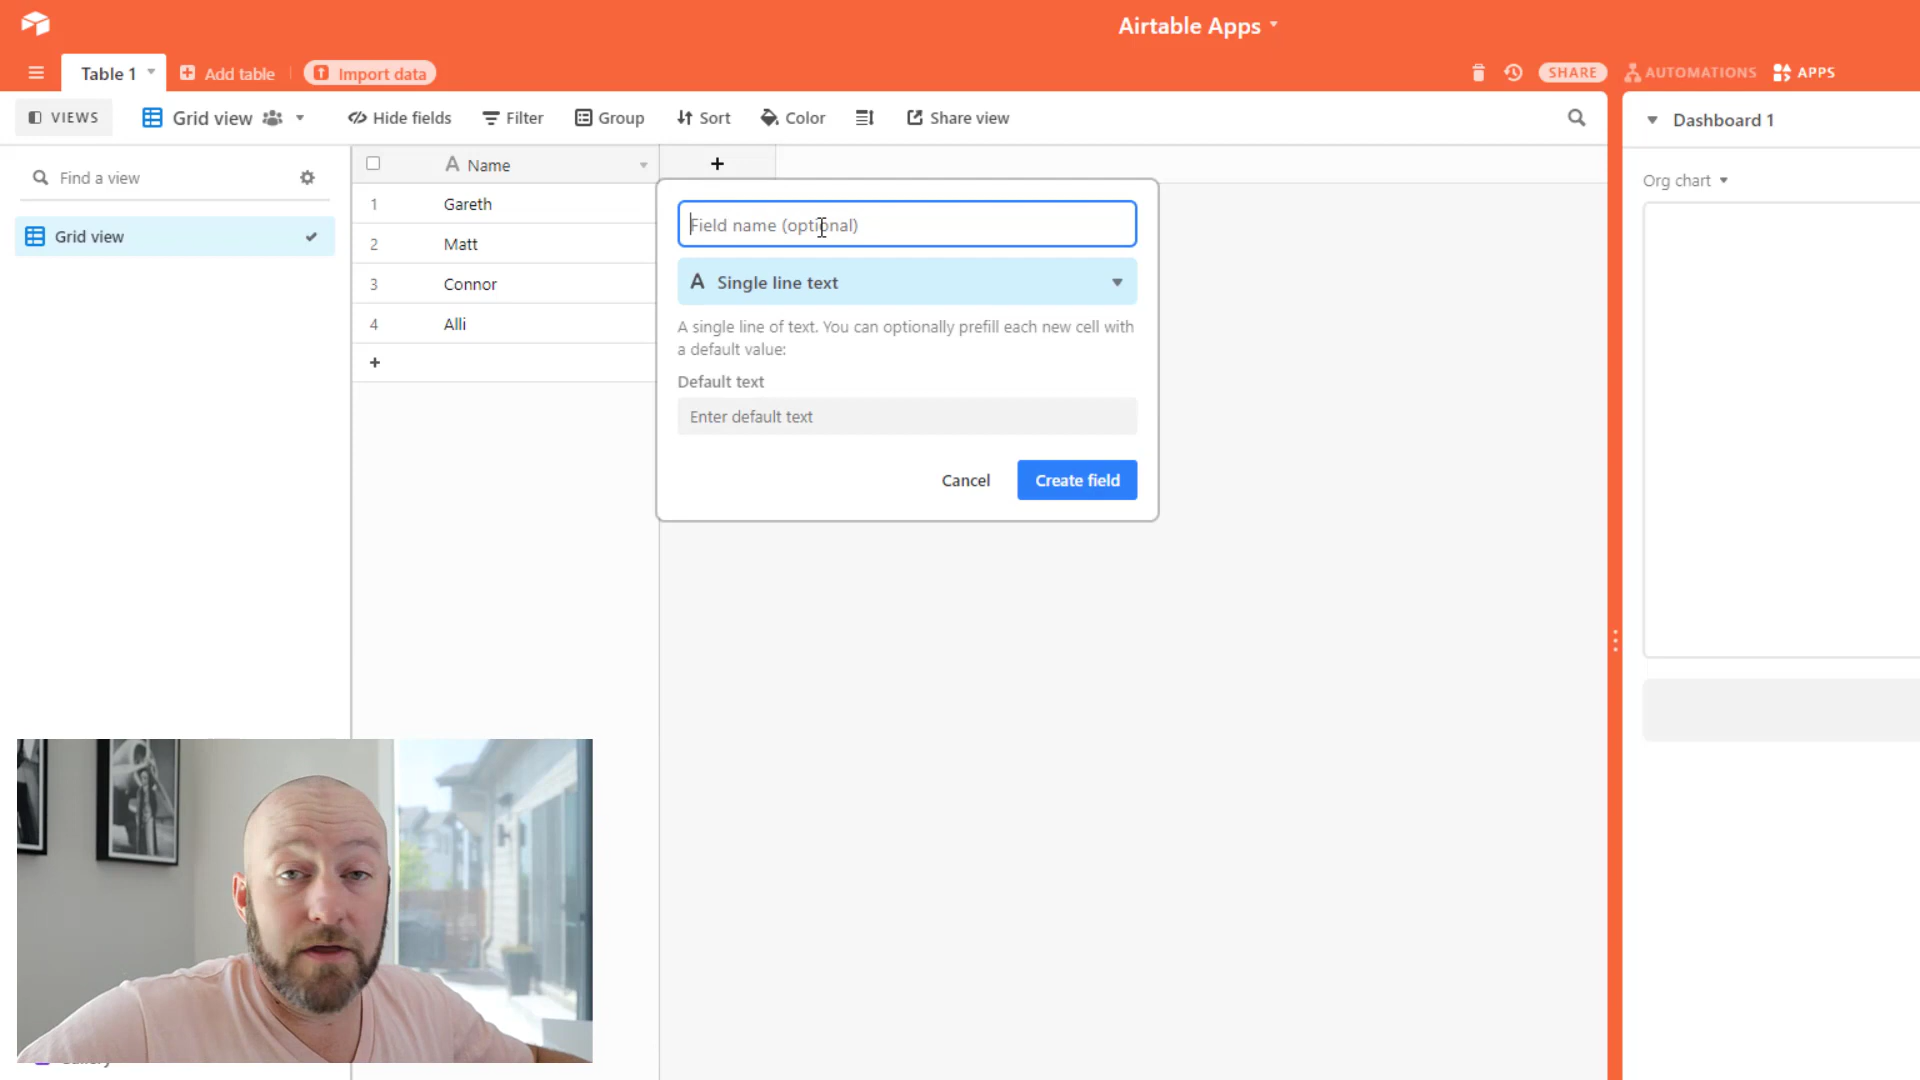 Airtable Apps
Table 1
Add table
Import data
SHARE
AUTOMATIONS
APPS
VIEWS
Grid view
Hide fields
Filter
Group
Sort
Color
Share view
Dashboard 1
Find a view
Grid view
A Name
+
1 Gareth
2 Matt
3 Connor
4 Alli
+
Field name (optional)
A Single line text
A single line of text. You can optionally prefill each new cell with
a default value:
Default text
Enter default text
Cancel
Create field
Org chart